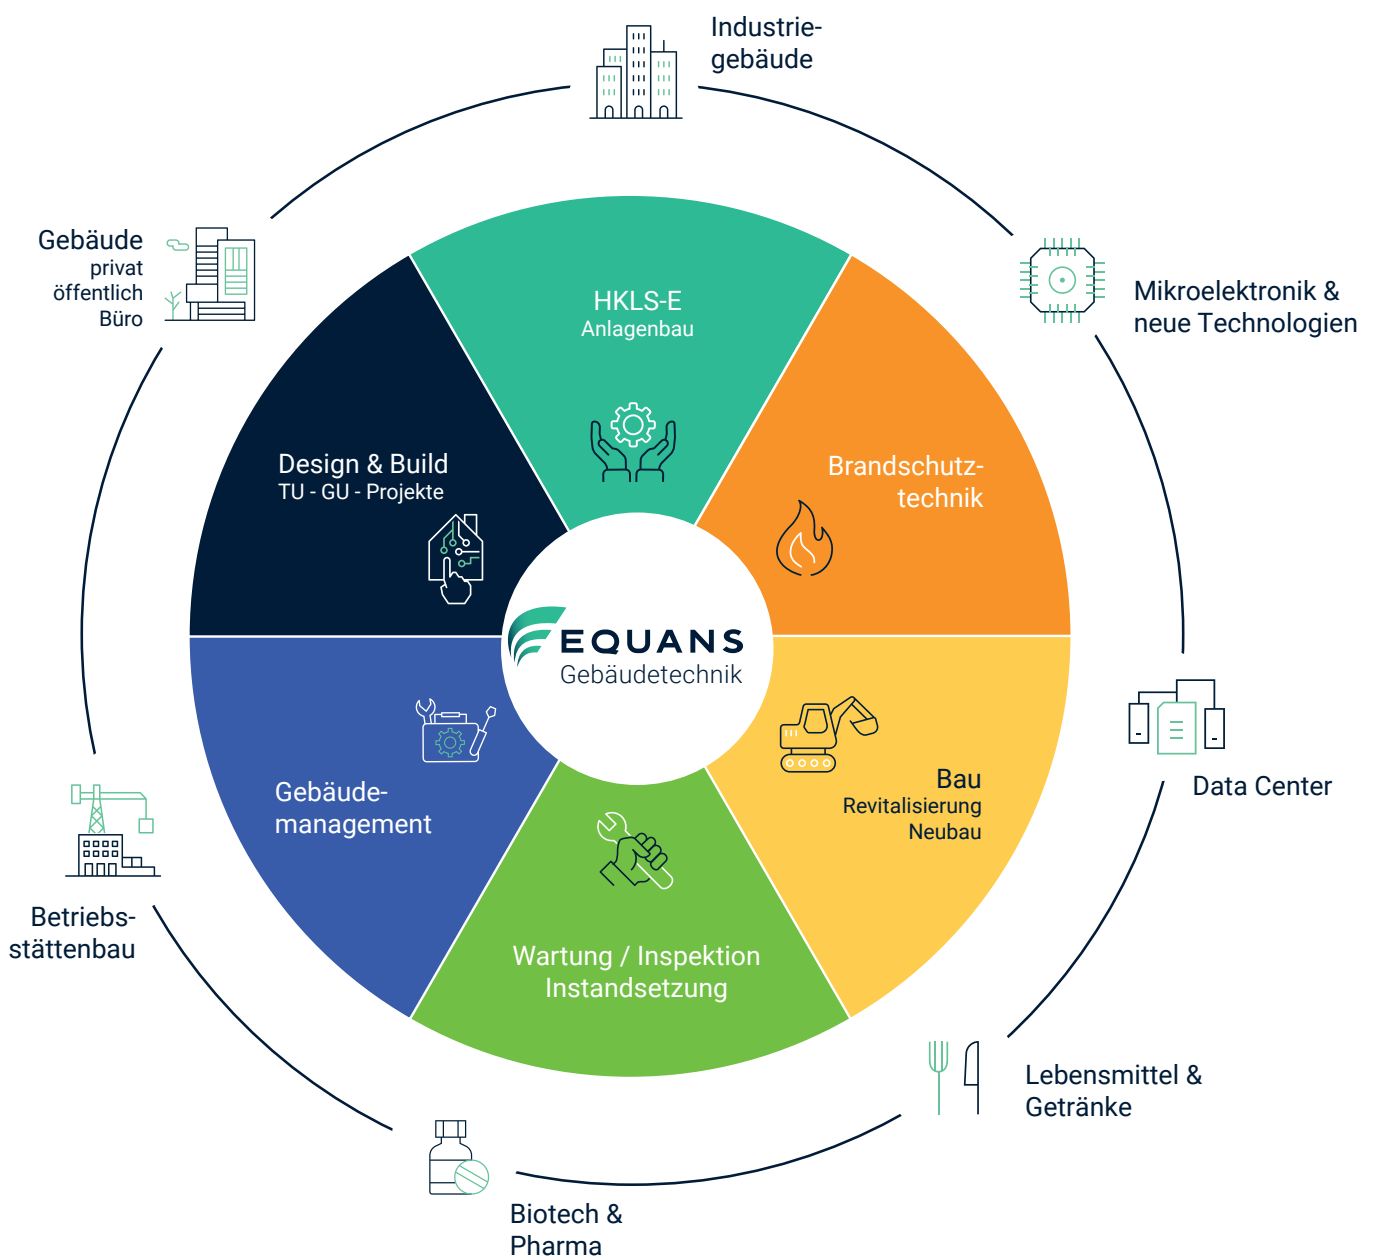 Industrie-
gebäude
Gebäude
privat
öffentlich
Büro
Mikroelektronik &
neue Technologien
HKLS-E
Anlagenbau
Design & Build
TU - GU - Projekte
Brandschutz-
technik
EQUANS
Gebäudetechnik
Gebäude-
management
Bau
Revitalisierung
Neubau
Data Center
Wartung / Inspektion
Instandsetzung
Betriebs-
stättenbau
Lebensmittel &
Getränke
Biotech &
Pharma